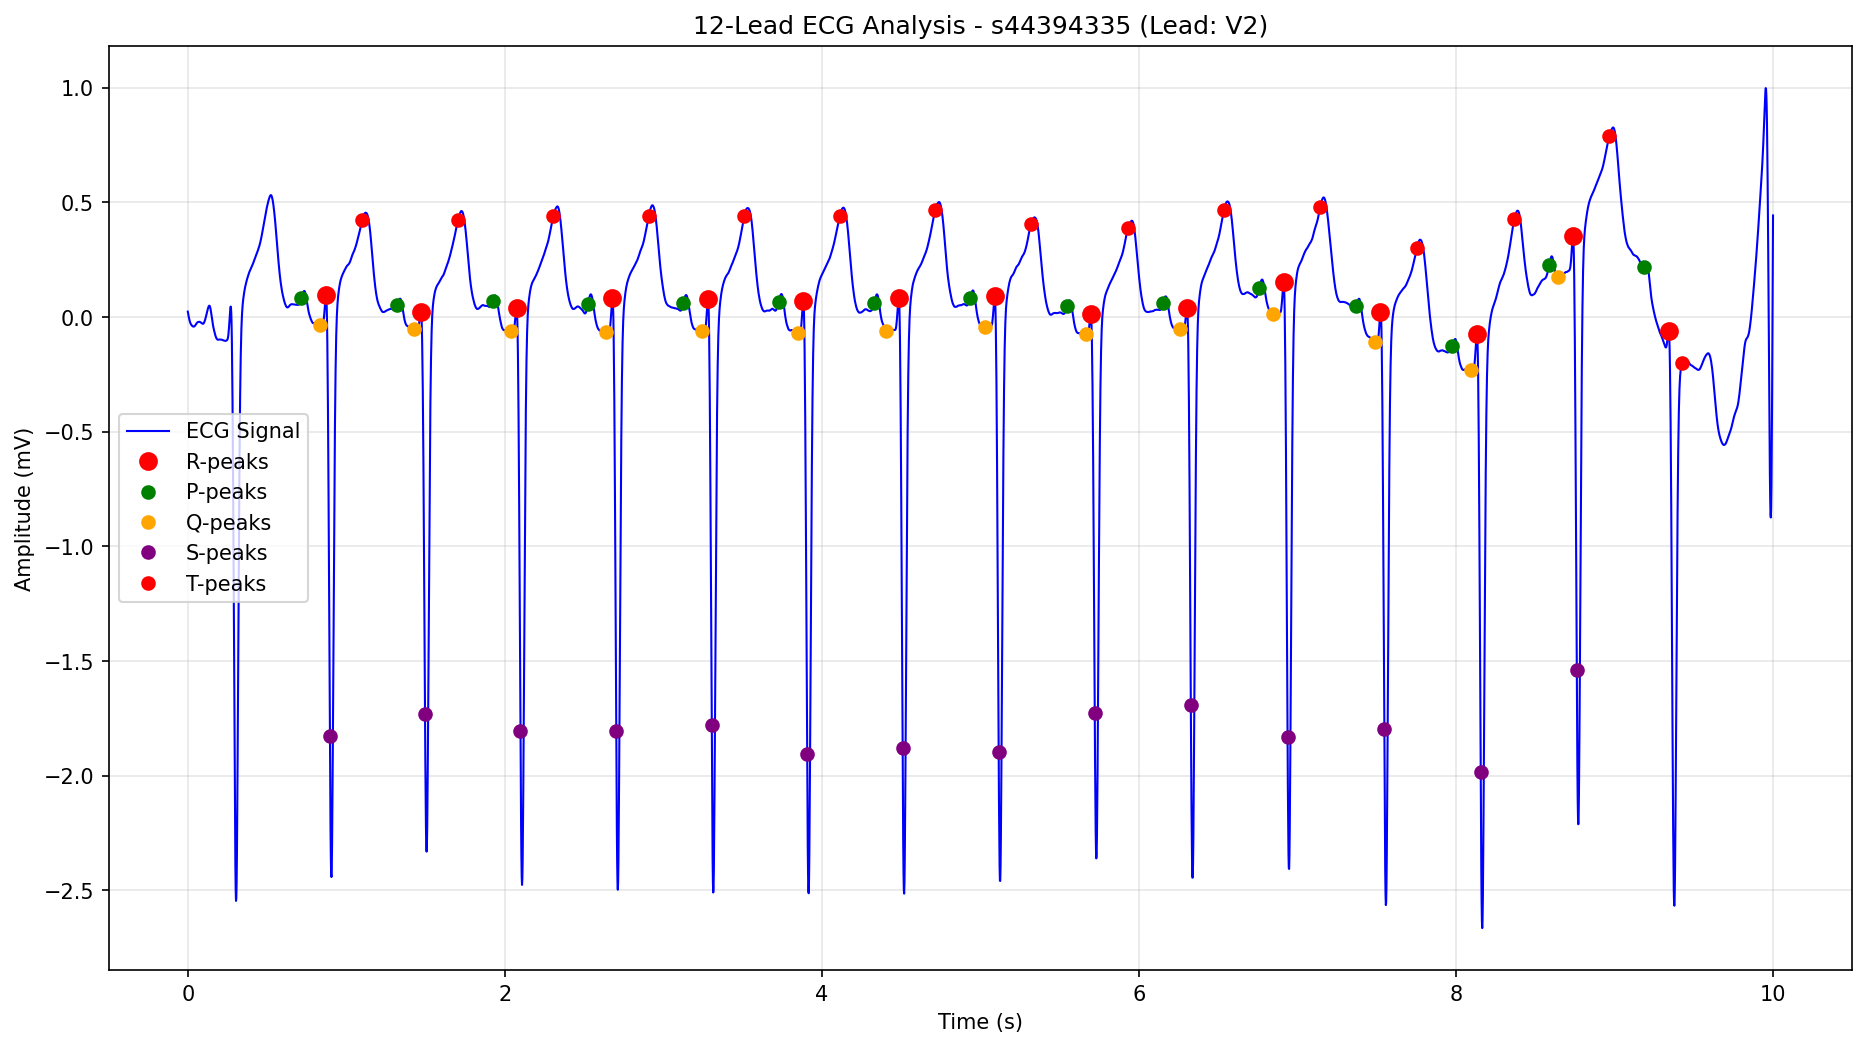 12-Lead ECG Analysis - s44394335 (Lead: V2)
1.0
0.5
0.0
−0.5
−1.0
−1.5
−2.0
−2.5
Amplitude (mV)
ECG Signal
R-peaks
P-peaks
Q-peaks
S-peaks
T-peaks
0 2 4 6 8 10
Time (s)